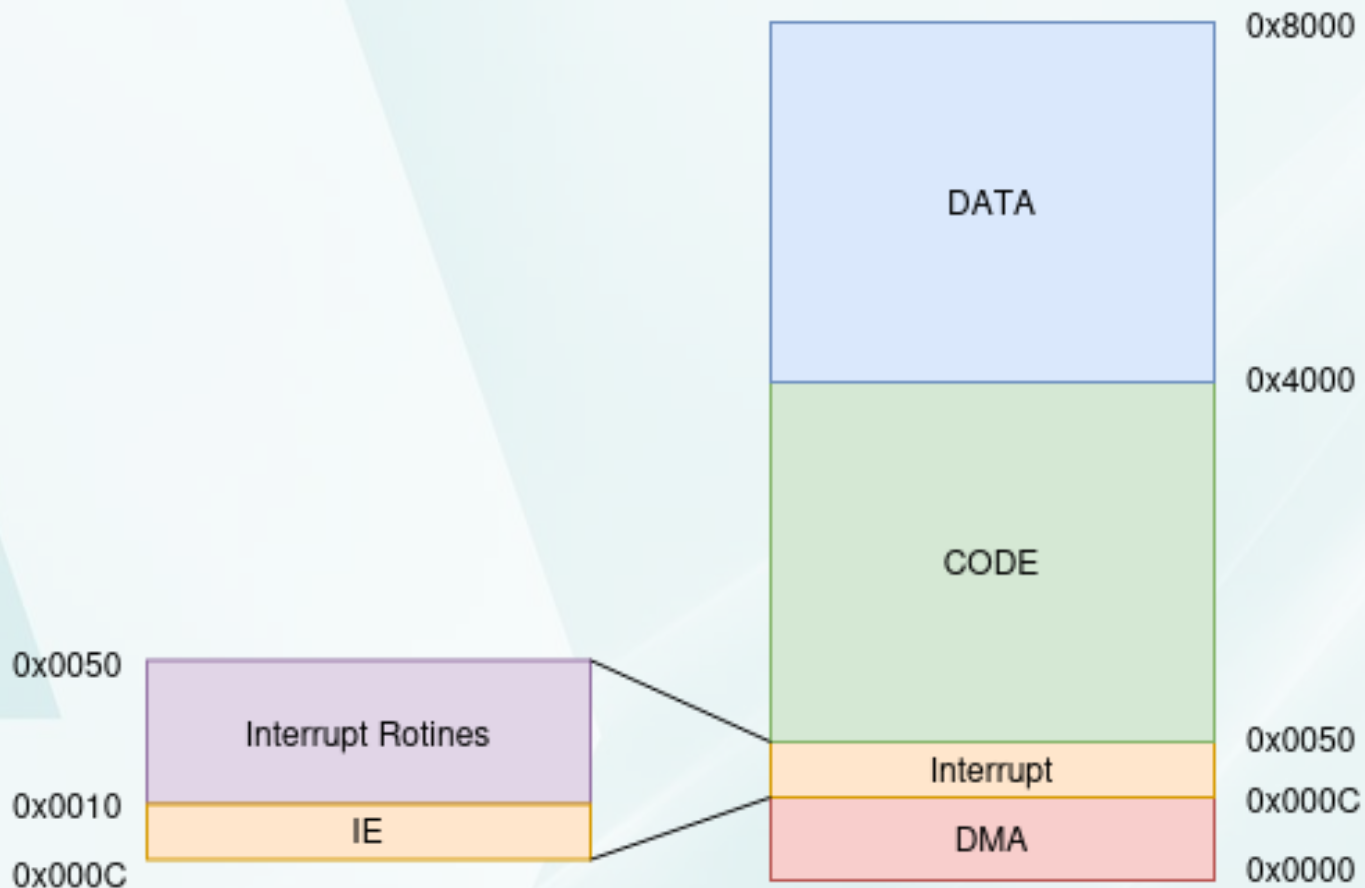 0x8000
DATA
0x4000
CODE
0x0050
Interrupt Rotines
0x0050
Interrupt
0x0010
0x000C
IE
DMA
0x000C
0x0000